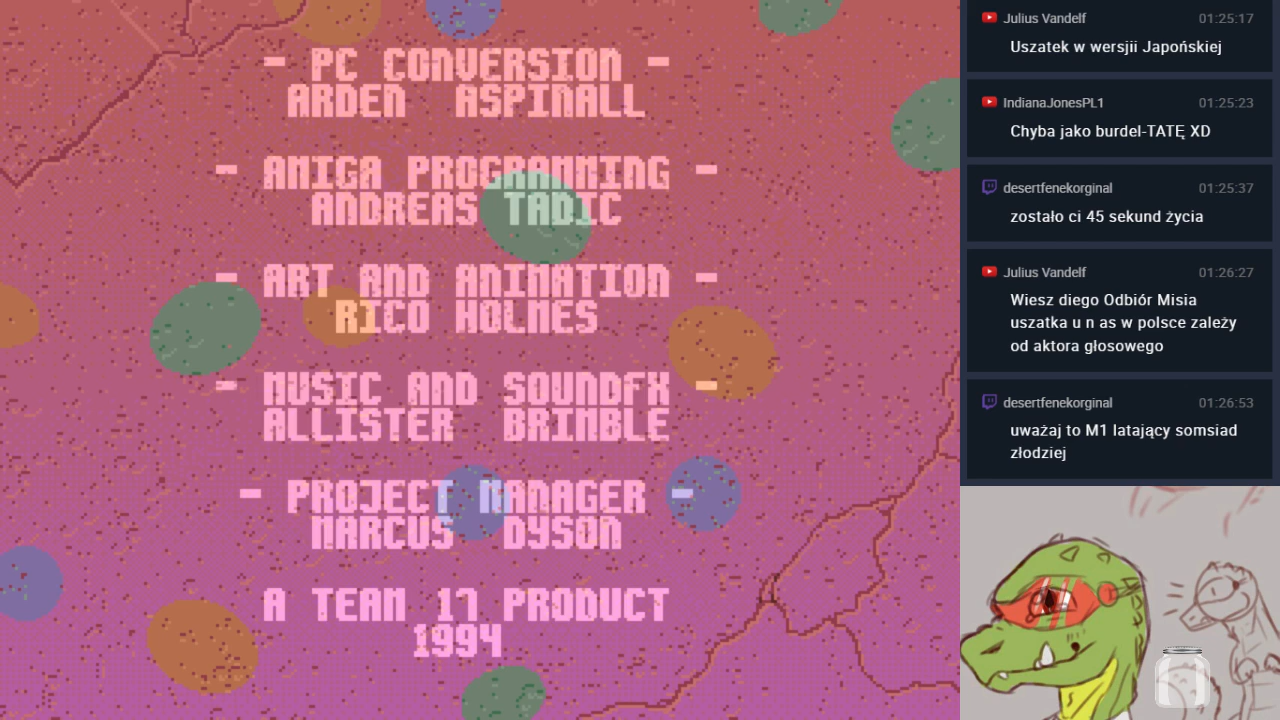 - PC CONVERSION -
ARDEN ASPINALL
- AMIGA PROGRAMMING -
ANDREAS TADIC
- ART AND ANIMATION -
RICO HOLMES
- MUSIC AND SOUNDFX -
ALLISTER BRIMBLE
- PROJECT MANAGER -
MARCUS DYSON
A TEAM 17 PRODUCT
1994
Julius Vandelf 01:25:17
Uszatek w wersjii Japońskiej
IndianaJonesPL1 01:25:23
Chyba jako burdel-TATĘ XD
desertfenekorginal 01:25:37
zostało ci 45 sekund życia
Julius Vandelf 01:26:27
Wiesz diego Odbiór Misia
uszatka u n as w polsce zależy
od aktora głosowego
desertfenekorginal 01:26:53
uważaj to M1 latający somsiad
złodziej